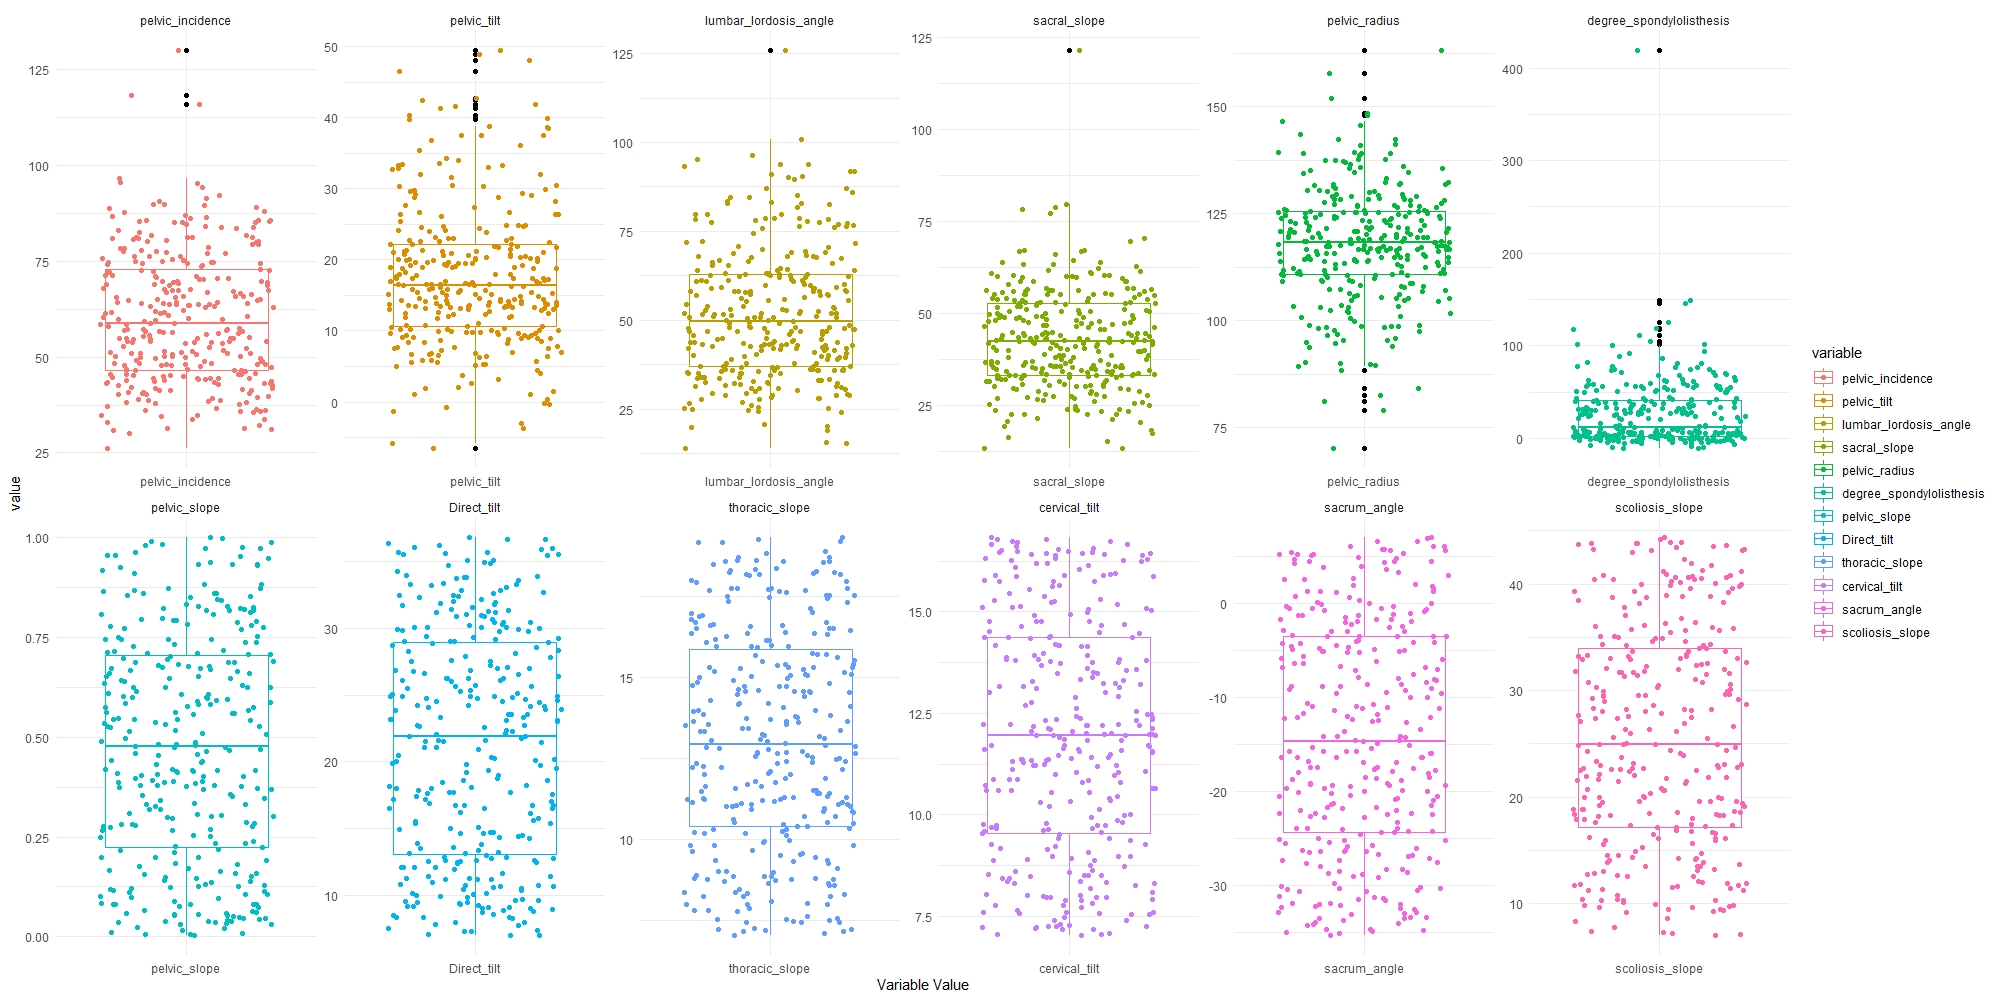 pelvic_incidence
pelvic_tilt
lumbar_lordosis_angle
sacral_slope
pelvic_radius
degree_spondylolisthesis
125
100
75
50
25
50
40
30
20
10
0
125
100
75
50
25
125
100
75
50
25
150
125
100
75
400
300
200
100
0
pelvic_incidence
pelvic_tilt
lumbar_lordosis_angle
sacral_slope
pelvic_radius
degree_spondylolisthesis
value
pelvic_slope
Direct_tilt
thoracic_slope
cervical_tilt
sacrum_angle
scoliosis_slope
1.00
0.75
0.50
0.25
0.00
30
20
10
15
10
15.0
12.5
10.0
7.5
0
-10
-20
-30
40
30
20
10
pelvic_slope
Direct_tilt
thoracic_slope
cervical_tilt
sacrum_angle
scoliosis_slope
Variable Value
variable
pelvic_incidence
pelvic_tilt
lumbar_lordosis_angle
sacral_slope
pelvic_radius
degree_spondylolisthesis
pelvic_slope
Direct_tilt
thoracic_slope
cervical_tilt
sacrum_angle
scoliosis_slope